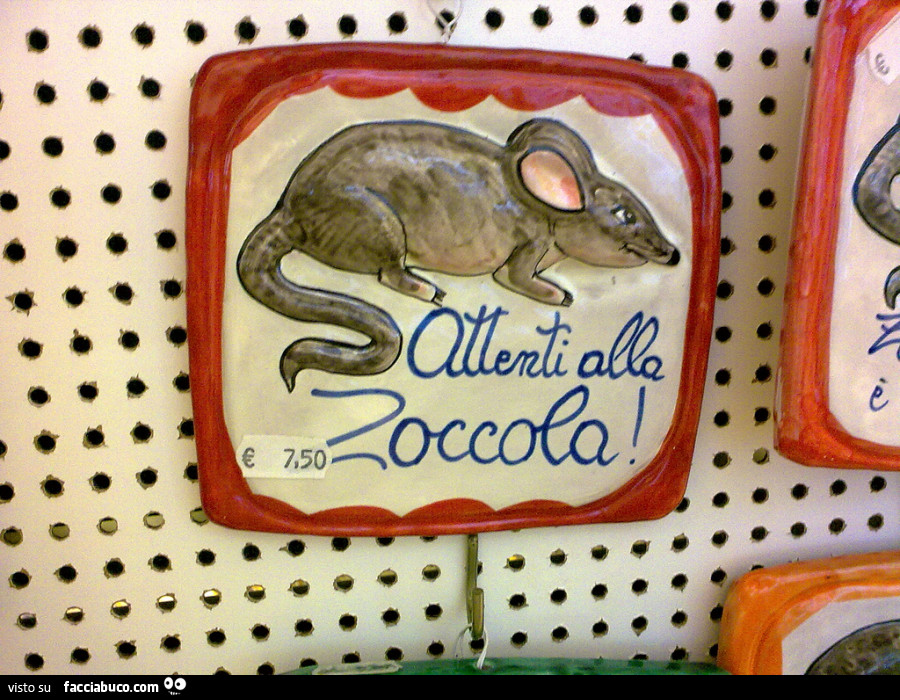 Attenti alla
Zoccola!
€ 7,50
è
visto su facciabuco.com